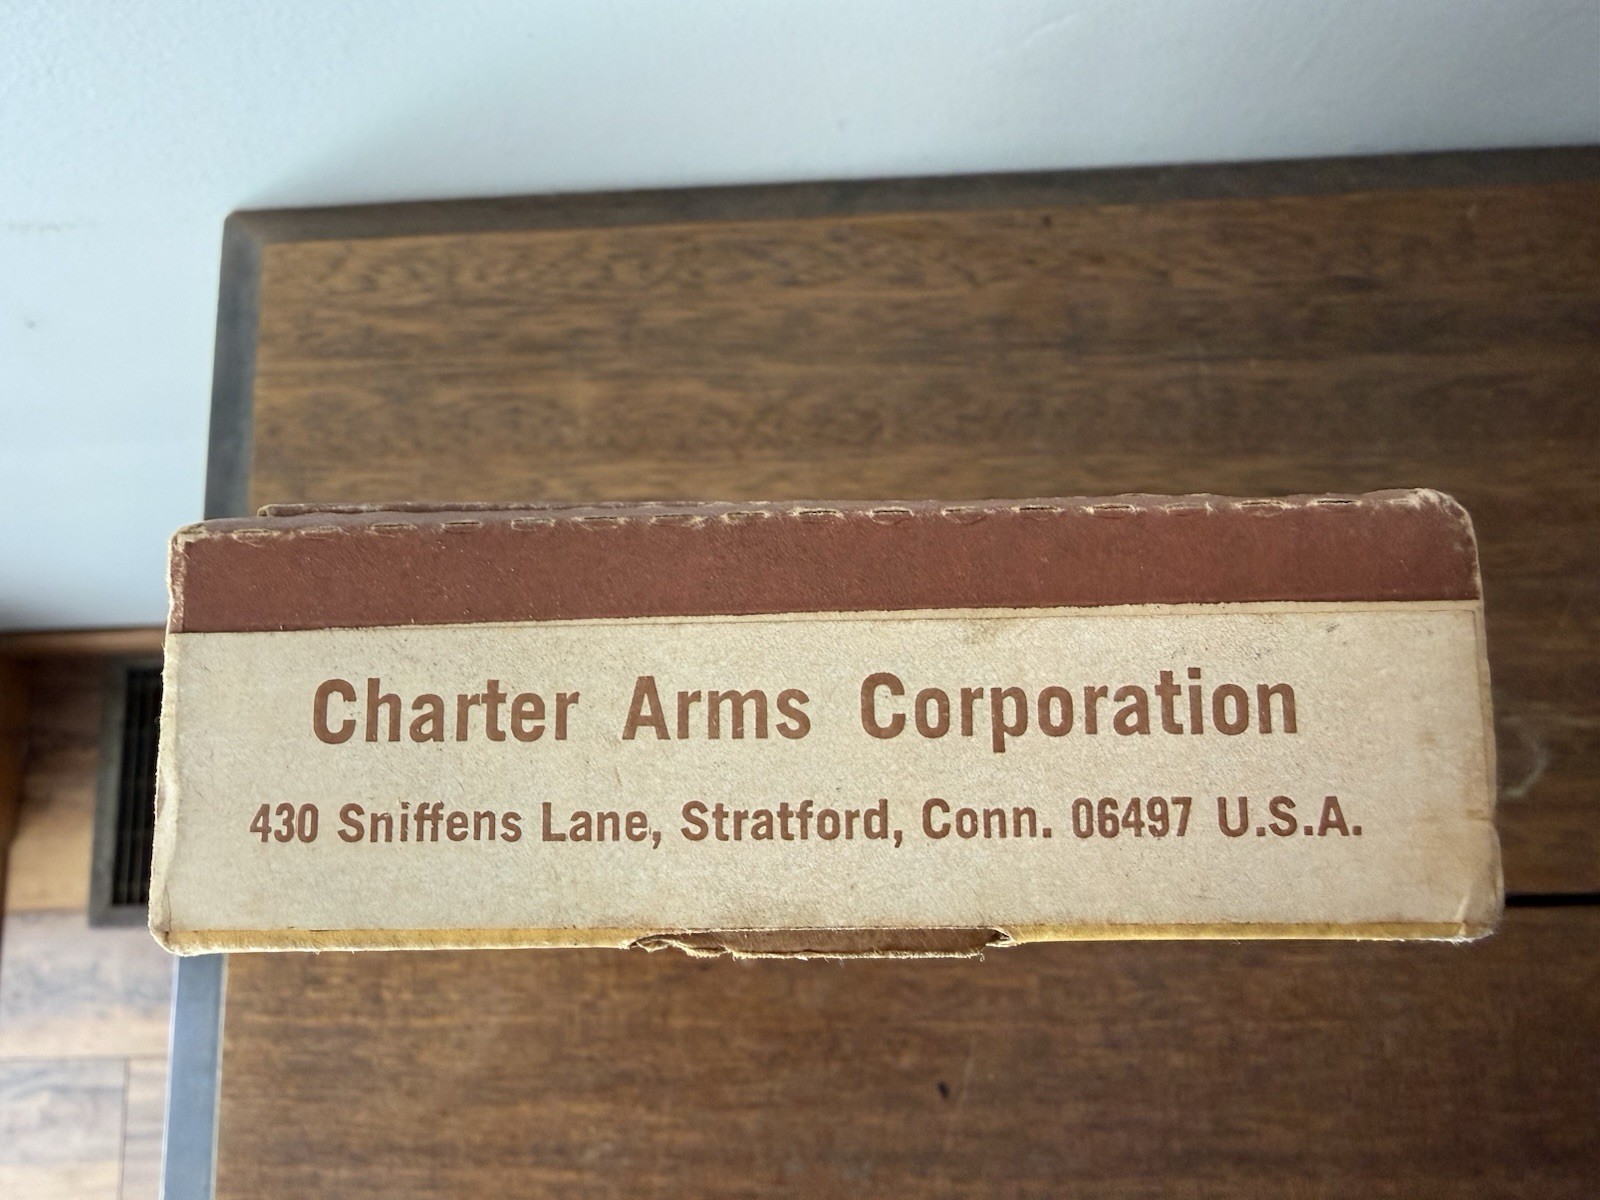 Charter Arms Corporation
430 Sniffens Lane, Stratford, Conn. 06497 U.S.A.